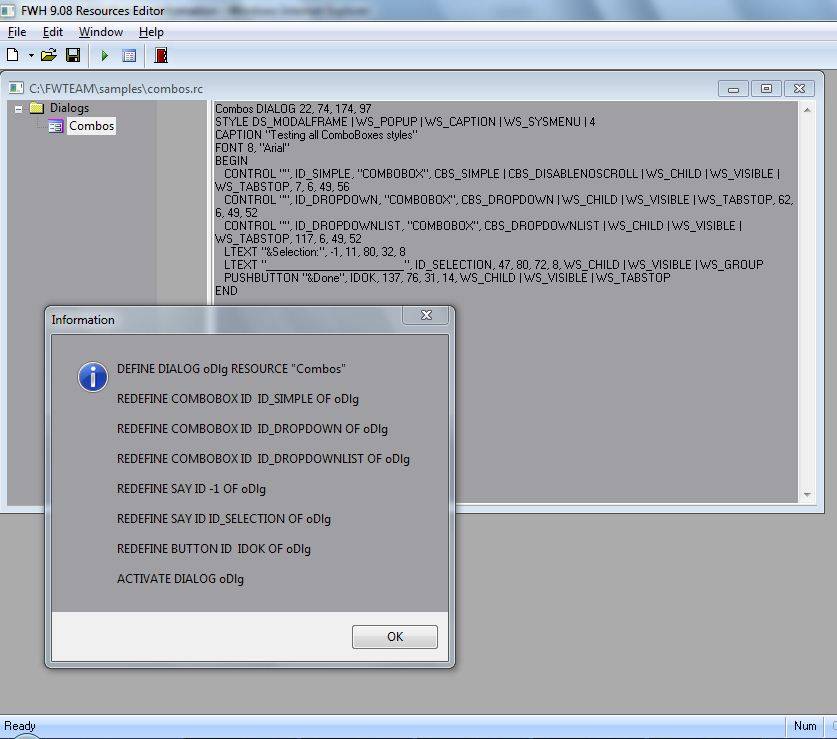 FWH 9.08 Resources Editor
File Edit Window Help
C:\FWTEAM\samples\combos.rc
Dialogs
Combos
Combos DIALOG 22, 74, 174, 97
STYLE DS_MODALFRAME | WS_POPUP | WS_CAPTION | WS_SYSMENU | 4
CAPTION "Testing all ComboBoxes styles"
FONT 8, "Arial"
BEGIN
CONTROL "", ID_SIMPLE, "COMBOBOX", CBS_SIMPLE | CBS_DISABLENOSCROLL | WS_CHILD | WS_VISIBLE |
WS_TABSTOP, 7, 6, 49, 56
CONTROL "", ID_DROPDOWN, "COMBOBOX", CBS_DROPDOWN | WS_CHILD | WS_VISIBLE | WS_TABSTOP, 62,
6, 49, 52
CONTROL "", ID_DROPDOWNLIST, "COMBOBOX", CBS_DROPDOWNLIST | WS_CHILD | WS_VISIBLE |
WS_TABSTOP, 117, 6, 49, 52
LTEXT "&Selection:", -1, 11, 80, 32, 8
LTEXT "____________________", ID_SELECTION, 47, 80, 72, 8, WS_CHILD | WS_VISIBLE | WS_GROUP
PUSHBUTTON "&Done", IDOK, 137, 76, 31, 14, WS_CHILD | WS_VISIBLE | WS_TABSTOP
END
Information
DEFINE DIALOG oDlg RESOURCE "Combos"
REDEFINE COMBOBOX ID  ID_SIMPLE OF oDlg
REDEFINE COMBOBOX ID  ID_DROPDOWN OF oDlg
REDEFINE COMBOBOX ID  ID_DROPDOWNLIST OF oDlg
REDEFINE SAY ID -1 OF oDlg
REDEFINE SAY ID ID_SELECTION OF oDlg
REDEFINE BUTTON ID  IDOK OF oDlg
ACTIVATE DIALOG oDlg
OK
Ready
Num